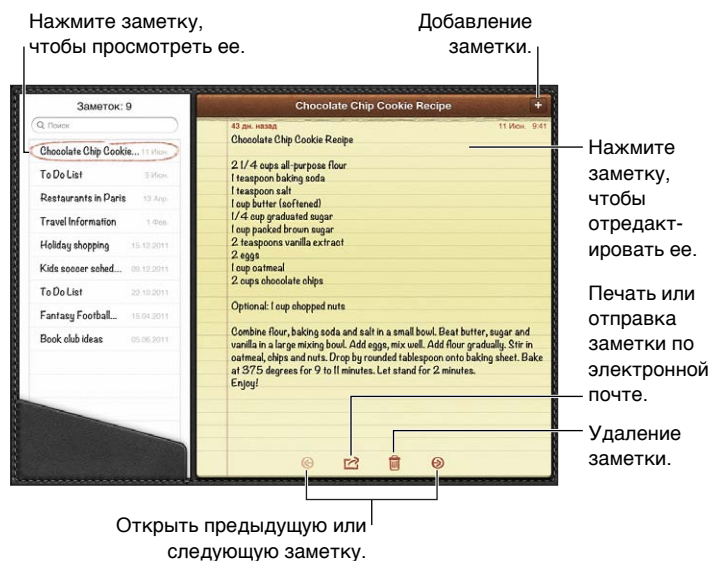 Нажмите заметку,
чтобы просмотреть ее.
Добавление
заметки.
Заметок: 9
Поиск
Chocolate Chip Cookie... 11 Июн.
To Do List 3 Июн.
Restaurants in Paris 13 Апр.
Travel Information 1 Фев.
Holiday shopping 15.12.2011
Kids soccer sched... 09.12.2011
To Do List 22.10.2011
Fantasy Football... 18.04.2011
Book club ideas 05.06.2011
Chocolate Chip Cookie Recipe
+
43 дн. назад 11 Июн. 9:41
Chocolate Chip Cookie Recipe
2 1/4 cups all-purpose flour
1 teaspoon baking soda
1 teaspoon salt
1 cup butter (softened)
1/4 cup graduated sugar
1 cup packed brown sugar
2 teaspoons vanilla extract
2 eggs
1 cup oatmeal
2 cups chocolate chips
Optional: 1 cup chopped nuts
Combine flour, baking soda and salt in a small bowl. Beat butter, sugar and
vanilla in a large mixing bowl. Add eggs, mix well. Add flour gradually. Stir in
oatmeal, chips and nuts. Drop by rounded tablespoon onto baking sheet. Bake
at 375 degrees for 9 to 11 minutes. Let stand for 2 minutes.
Enjoy!
Нажмите
заметку,
чтобы
отредакт-
ировать ее.
Печать или
отправка
заметки по
электронной
почте.
Удаление
заметки.
Открыть предыдущую или
следующую заметку.